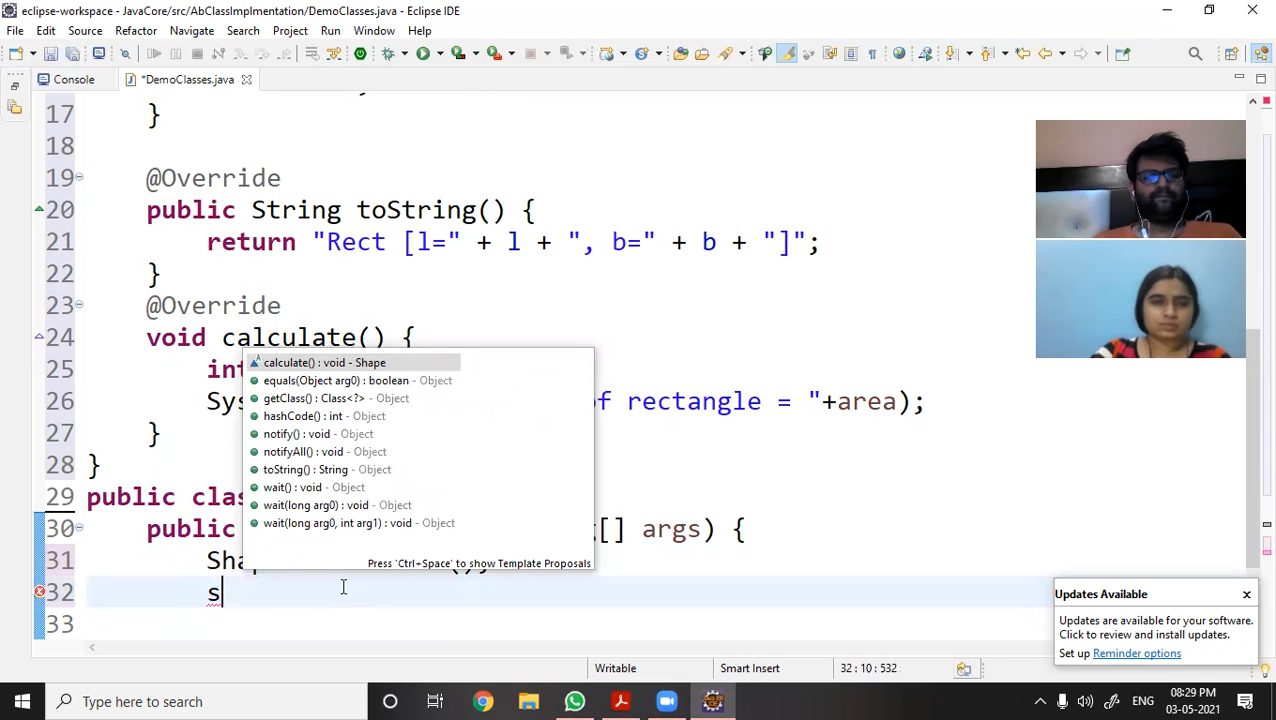 eclipse-workspace - JavaCore/src/AbClassImplmentation/DemoClasses.java - Eclipse IDE
File Edit Source Refactor Navigate Search Project Run Window Help
Console *DemoClasses.java
17 }
18
19 @Override
20 public String toString() {
21 return "Rect [l=" + l + ", b=" + b + "]";
22 }
23 @Override
24 void calculate() {
25 int
26 Sys of rectangle = "+area);
27 }
28 }
29 public clas
30 public [] args) {
31 Shap
32 s
33
calculate() : void - Shape
equals(Object arg0) : boolean - Object
getClass() : Class<?> - Object
hashCode() : int - Object
notify() : void - Object
notifyAll() : void - Object
toString() : String - Object
wait() : void - Object
wait(long arg0) : void - Object
wait(long arg0, int arg1) : void - Object
Press 'Ctrl+Space' to show Template Proposals
Updates Available
Updates are available for your software.
Click to review and install updates.
Set up Reminder options
Writable Smart Insert 32 : 10 : 532
Type here to search
ENG 08:29 PM
03-05-2021